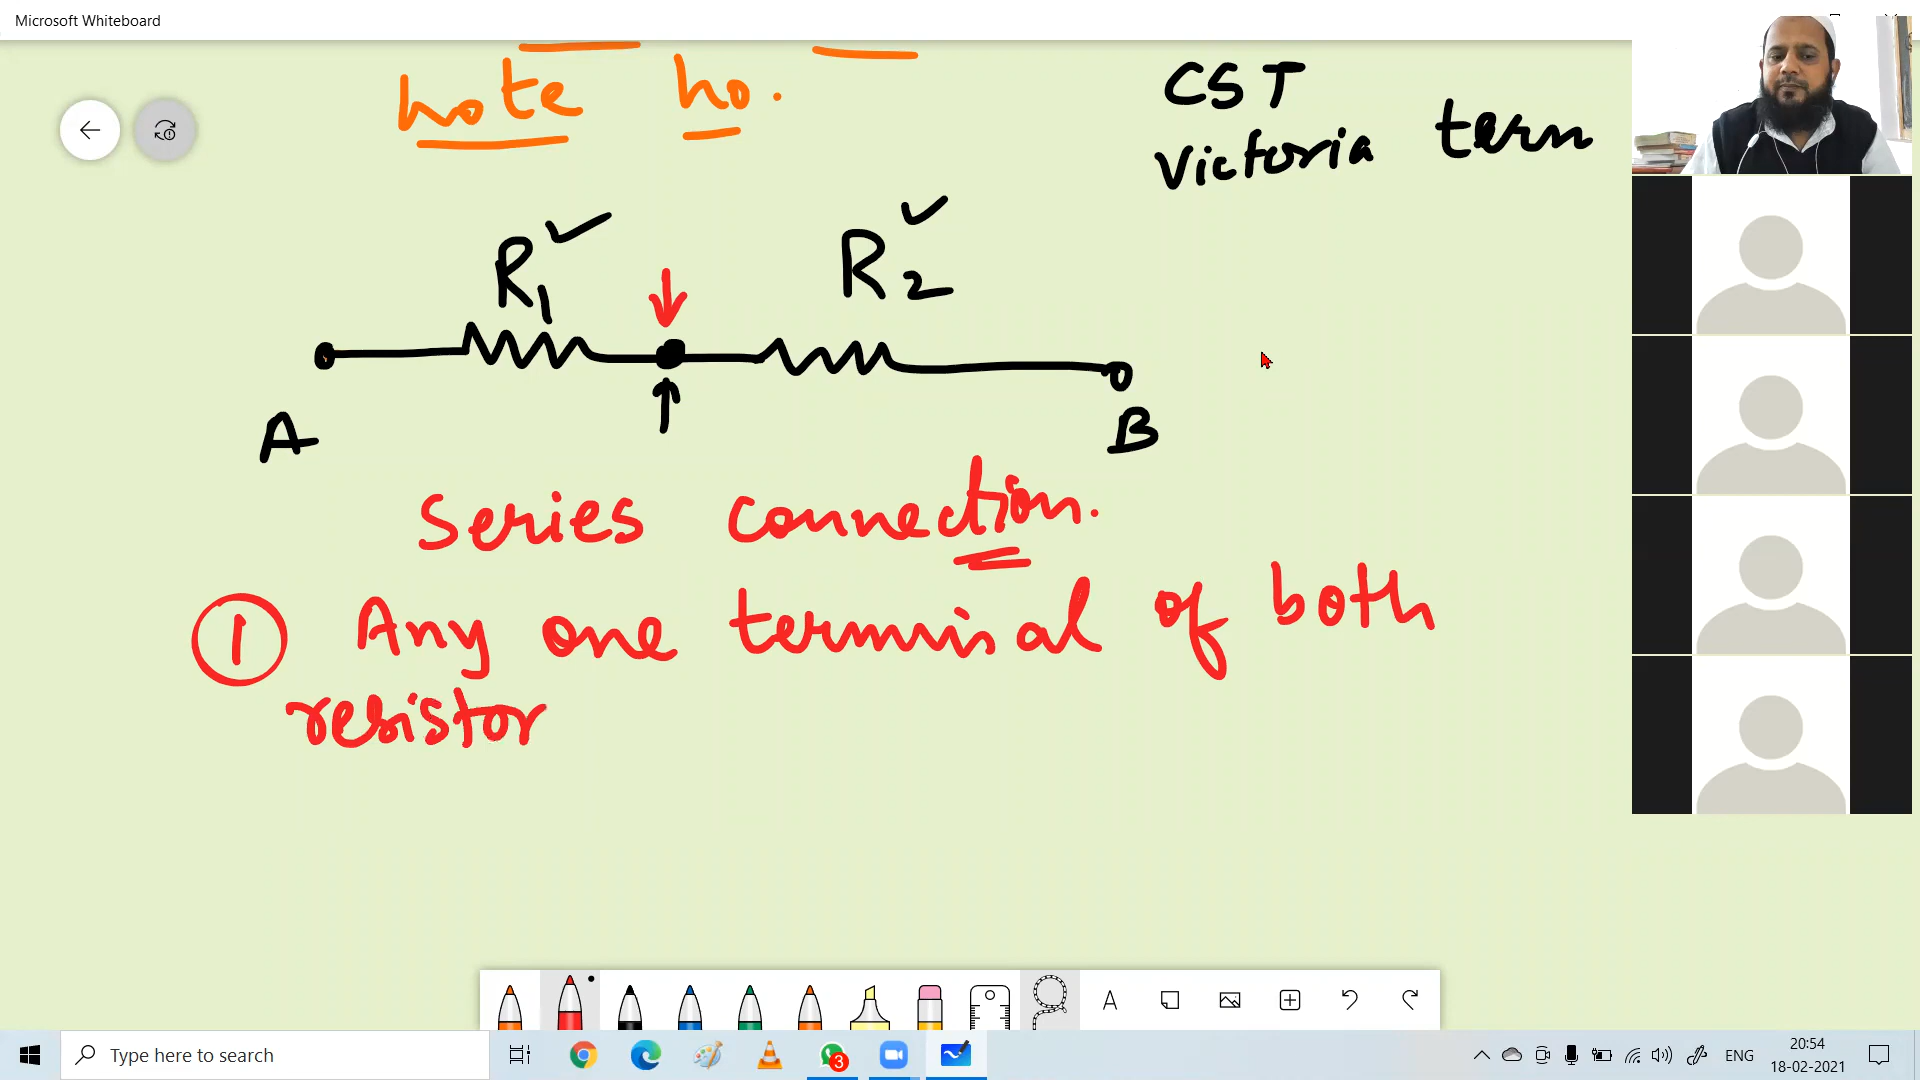 Microsoft Whiteboard
hote ho.
CST
Victoria term
R1 ✓
R2 ✓
A
B
Series connection.
① Any one terminal of both
resistor
A
Type here to search
3
ENG
20:54
18-02-2021